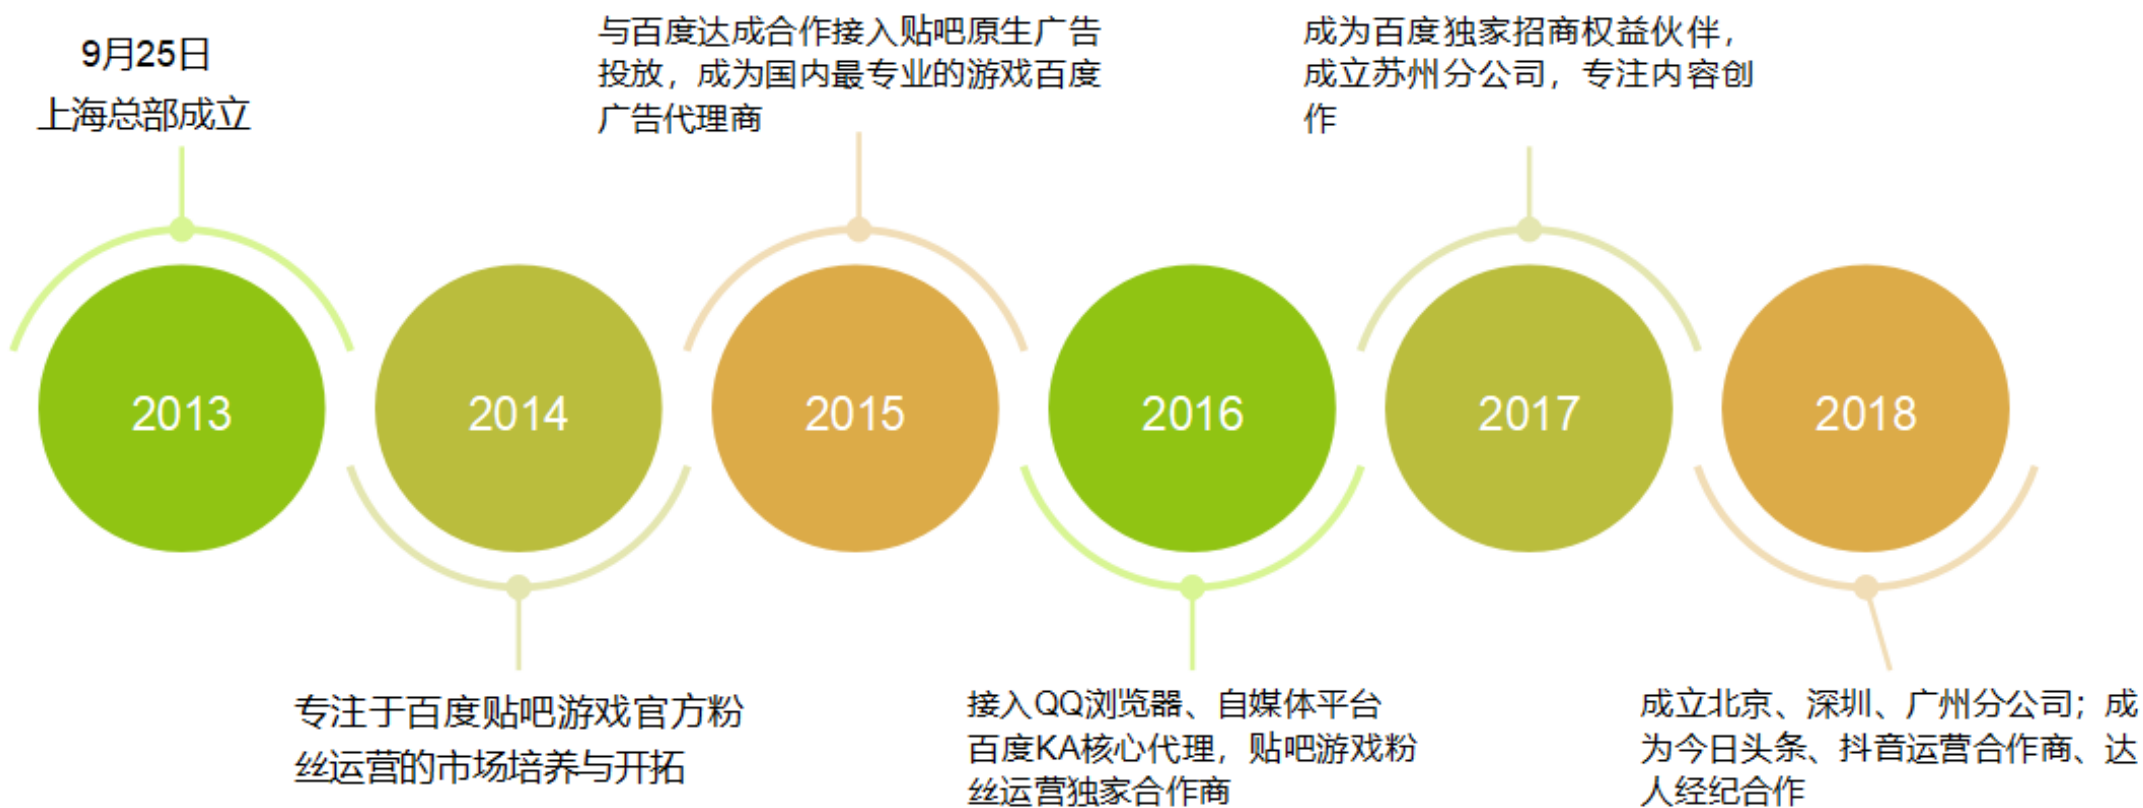 9月25日
上海总部成立
与百度达成合作接入贴吧原生广告
投放，成为国内最专业的游戏百度
广告代理商
成为百度独家招商权益伙伴，
成立苏州分公司，专注内容创
作
2013
2014
2015
2016
2017
2018
专注于百度贴吧游戏官方粉
丝运营的市场培养与开拓
接入QQ浏览器、自媒体平台
百度KA核心代理，贴吧游戏粉
丝运营独家合作商
成立北京、深圳、广州分公司；成
为今日头条、抖音运营合作商、达
人经纪合作